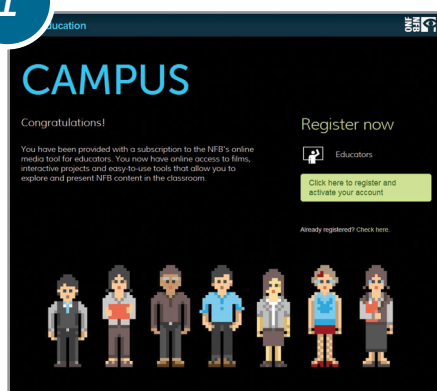 1
ducation
NFB
ONF
CAMPUS
Congratulations!
You have been provided with a subscription to the NFB's online
media tool for educators. You now have online access to films,
interactive projects and easy-to-use tools that allow you to
explore and present NFB content in the classroom.
Register now
Educators
Click here to register and
activate your account
Already registered? Check here.